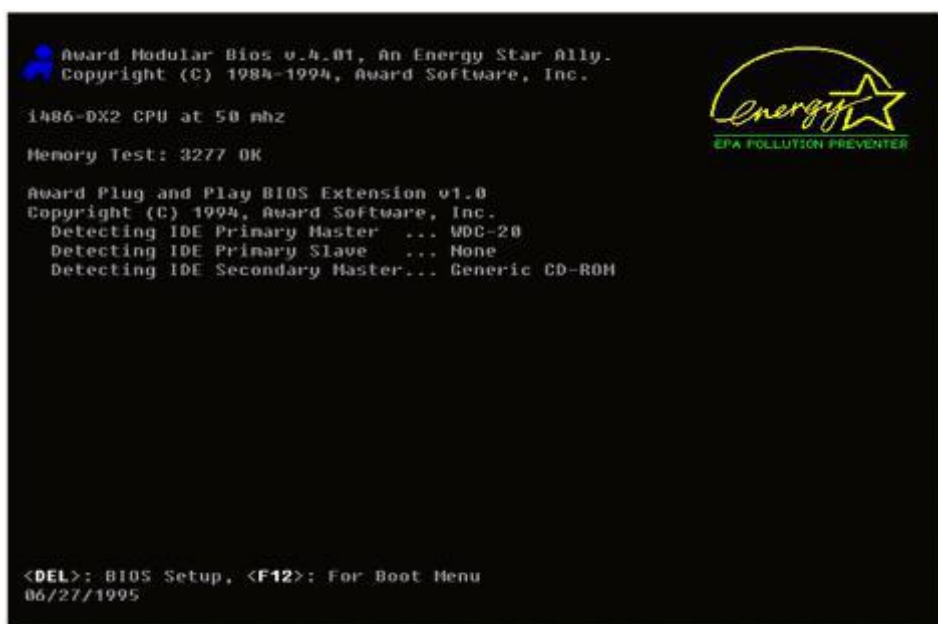 Award Modular Bios v.4.01, An Energy Star Ally.
Copyright (C) 1984-1994, Award Software, Inc.
energy
EPA POLLUTION PREVENTER
i486-DX2 CPU at 50 mhz
Memory Test: 3277 OK
Award Plug and Play BIOS Extension v1.0
Copyright (C) 1994, Award Software, Inc.
Detecting IDE Primary Master ... WDC-20
Detecting IDE Primary Slave ... None
Detecting IDE Secondary Master... Generic CD-ROM
<DEL>: BIOS Setup, <F12>: For Boot Menu
06/27/1995